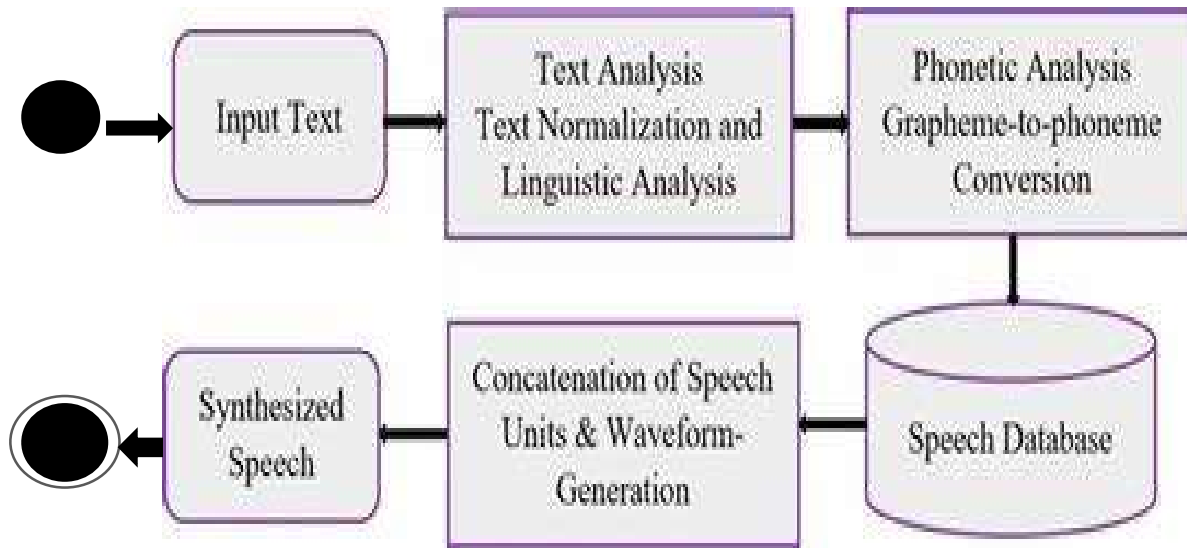 Input Text
Text Analysis
Text Normalization and
Linguistic Analysis
Phonetic Analysis
Grapheme-to-phoneme
Conversion
Speech Database
Concatenation of Speech
Units & Waveform-
Generation
Synthesized
Speech